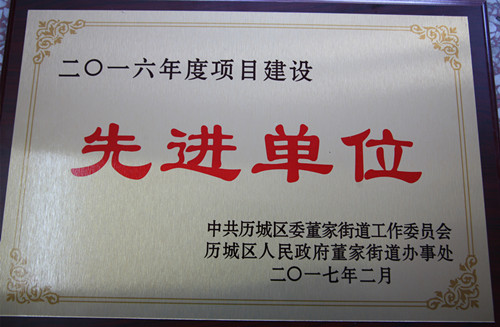 二〇一六年度项目建设
先进单位
中共历城区委董家街道工作委员会
历城区人民政府董家街道办事处
二〇一七年二月